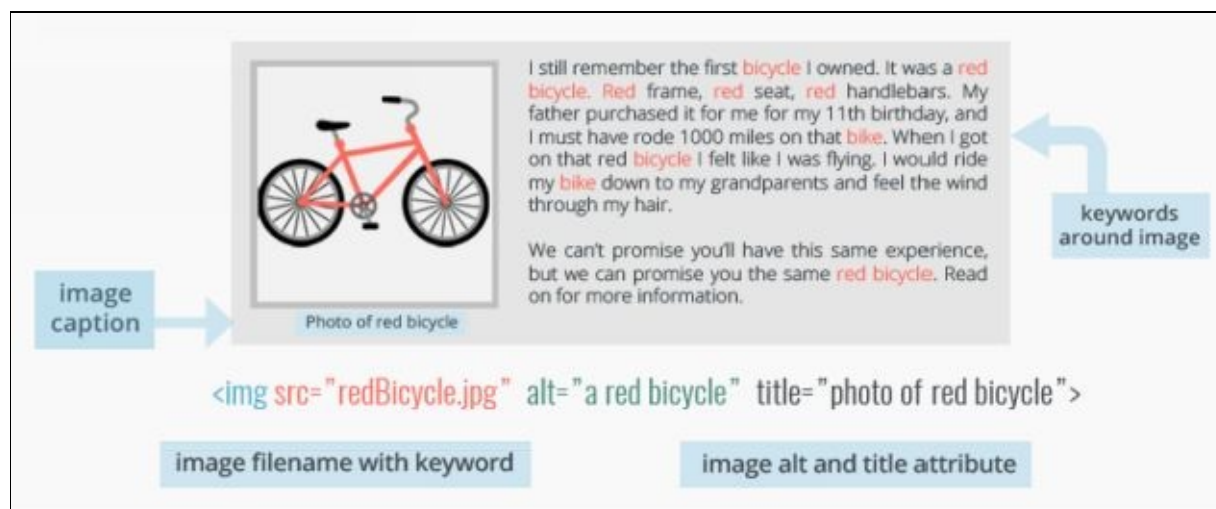 I still remember the first bicycle I owned. It was a red
bicycle. Red frame, red seat, red handlebars. My
father purchased it for me for my 11th birthday, and
I must have rode 1000 miles on that bike. When I got
on that red bicycle I felt like I was flying. I would ride
my bike down to my grandparents and feel the wind
through my hair.
We can't promise you'll have this same experience,
but we can promise you the same red bicycle. Read
on for more information.
keywords
around image
image
caption
Photo of red bicycle
<img src="redBicycle.jpg" alt="a red bicycle" title="photo of red bicycle">
image filename with keyword
image alt and title attribute